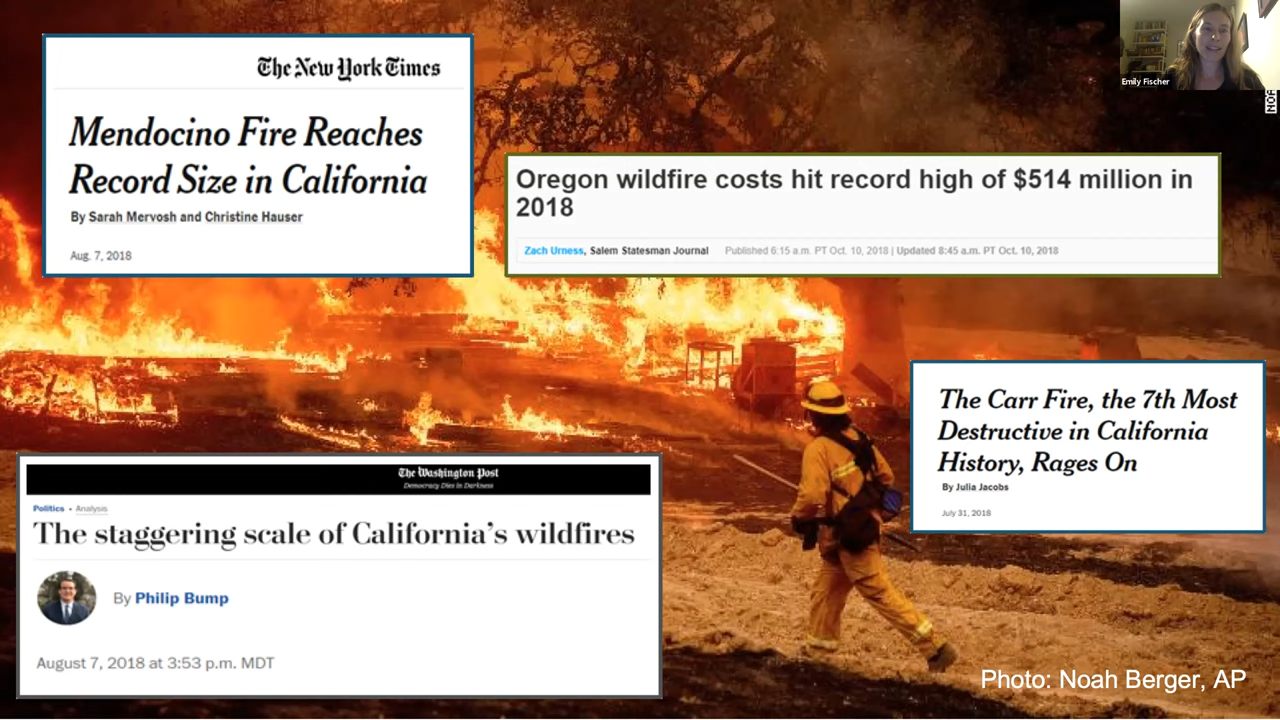 The New York Times
Mendocino Fire Reaches
Record Size in California
By Sarah Mervosh and Christine Hauser
Aug. 7, 2018
Emily Fischer
NOR
Oregon wildfire costs hit record high of $514 million in
2018
Zach Urness, Salem Statesman Journal Published 6:15 a.m. PT Oct. 10, 2018 | Updated 8:45 a.m. PT Oct. 10, 2018
The Carr Fire, the 7th Most
Destructive in California
History, Rages On
By Julia Jacobs
July 31, 2018
The Washington Post
Democracy Dies in Darkness
Politics • Analysis
The staggering scale of California's wildfires
By Philip Bump
August 7, 2018 at 3:53 p.m. MDT
Photo: Noah Berger, AP